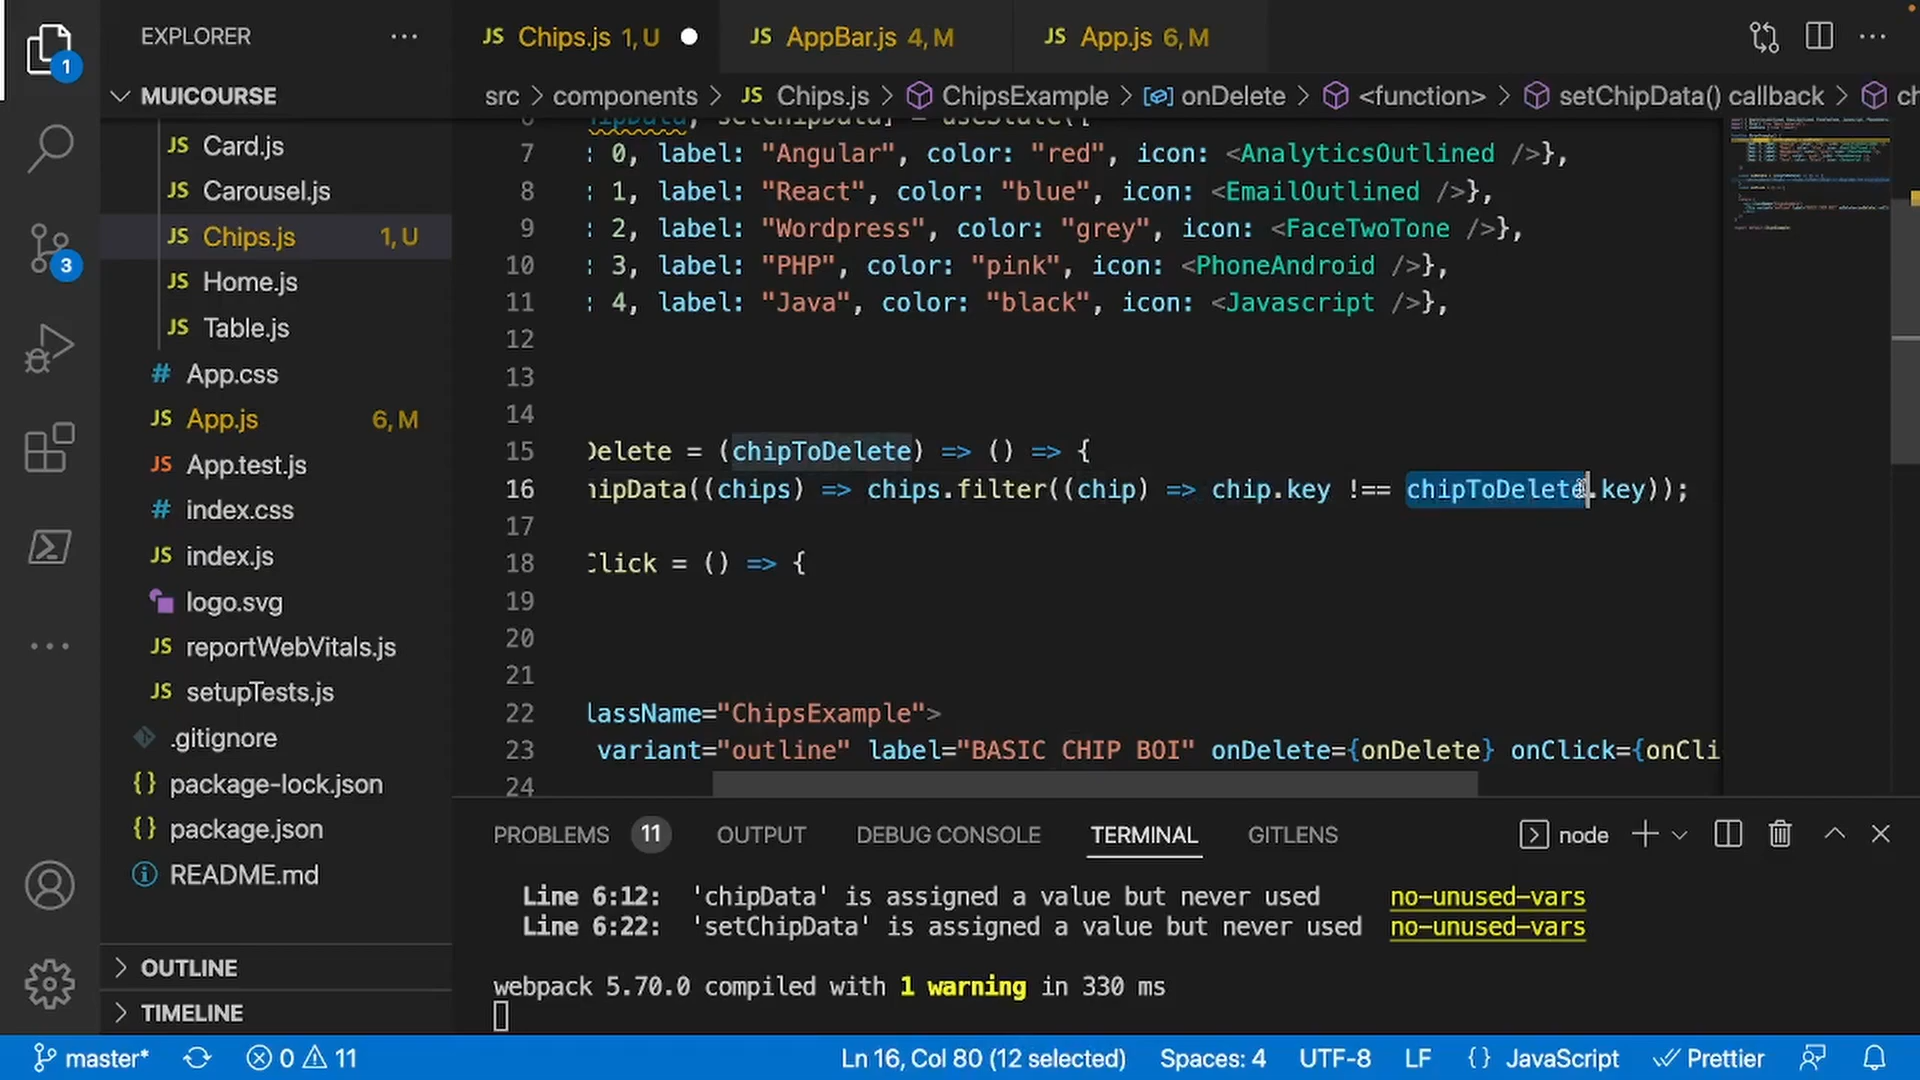 EXPLORER
JS Chips.js 1, U
JS AppBar.js 4, M
JS App.js 6, M
1
MUICOURSE
src > components > JS Chips.js > ChipsExample > onDelete > <function> > setChipData() callback > ch
JS Card.js
JS Carousel.js
JS Chips.js 1, U
JS Home.js
JS Table.js
# App.css
JS App.js 6, M
JS App.test.js
# index.css
JS index.js
logo.svg
JS reportWebVitals.js
JS setupTests.js
.gitignore
{} package-lock.json
{} package.json
README.md
OUTLINE
TIMELINE
3
6 hipData, setChipData] = useState([
7 : 0, label: "Angular", color: "red", icon: <AnalyticsOutlined />},
8 : 1, label: "React", color: "blue", icon: <EmailOutlined />},
9 : 2, label: "Wordpress", color: "grey", icon: <FaceTwoTone />},
10 : 3, label: "PHP", color: "pink", icon: <PhoneAndroid />},
11 : 4, label: "Java", color: "black", icon: <Javascript />},
12
13
14
15 Delete = (chipToDelete) => () => {
16 hipData((chips) => chips.filter((chip) => chip.key !== chipToDelete.key));
17
18 Click = () => {
19
20
21
22 lassName="ChipsExample">
23 variant="outline" label="BASIC CHIP BOI" onDelete={onDelete} onClick={onCli
24
PROBLEMS 11 OUTPUT DEBUG CONSOLE TERMINAL GITLENS node
Line 6:12: 'chipData' is assigned a value but never used no-unused-vars
Line 6:22: 'setChipData' is assigned a value but never used no-unused-vars
webpack 5.70.0 compiled with 1 warning in 330 ms
master* 0 11 Ln 16, Col 80 (12 selected) Spaces: 4 UTF-8 LF {} JavaScript Prettier